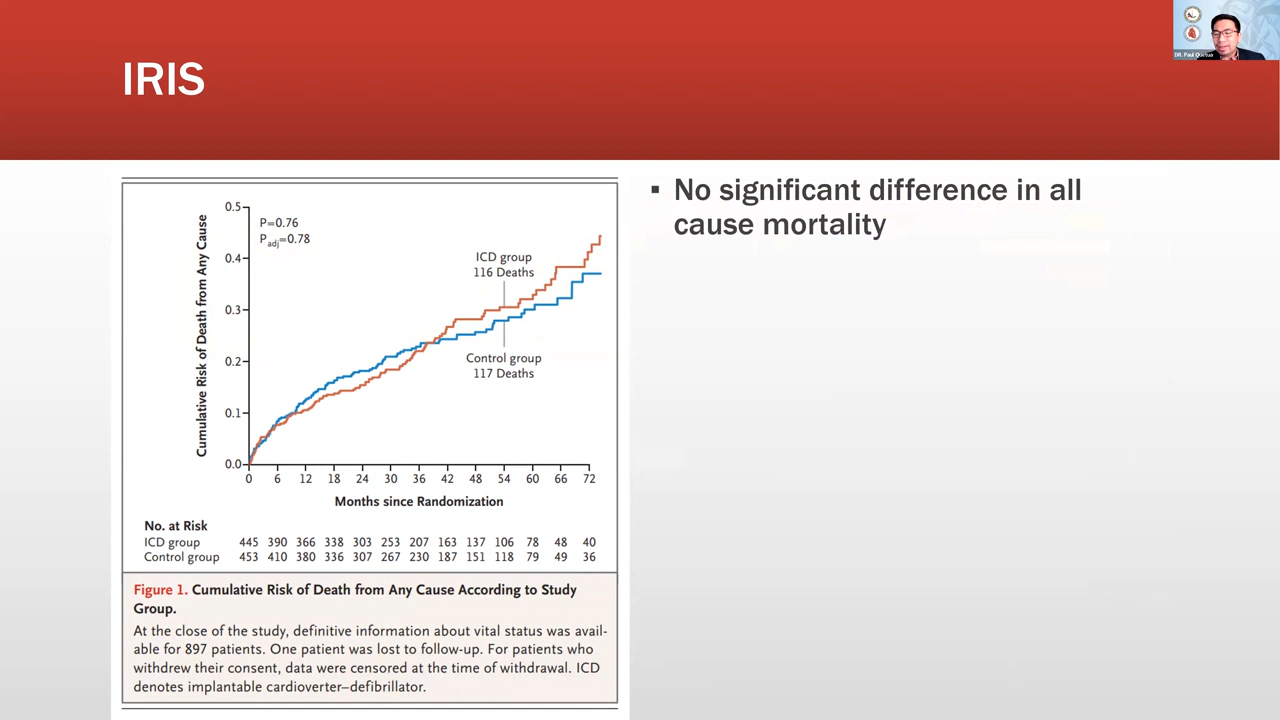 IRIS
DR. Paul Quetua
▪ No significant difference in all
cause mortality
Cumulative Risk of Death from Any Cause
0.5
0.4
0.3
0.2
0.1
0.0
P=0.76
Padj=0.78
ICD group
116 Deaths
Control group
117 Deaths
0 6 12 18 24 30 36 42 48 54 60 66 72
Months since Randomization
No. at Risk
ICD group 445 390 366 338 303 253 207 163 137 106 78 48 40
Control group 453 410 380 336 307 267 230 187 151 118 79 49 36
Figure 1. Cumulative Risk of Death from Any Cause According to Study
Group.
At the close of the study, definitive information about vital status was avail-
able for 897 patients. One patient was lost to follow-up. For patients who
withdrew their consent, data were censored at the time of withdrawal. ICD
denotes implantable cardioverter–defibrillator.